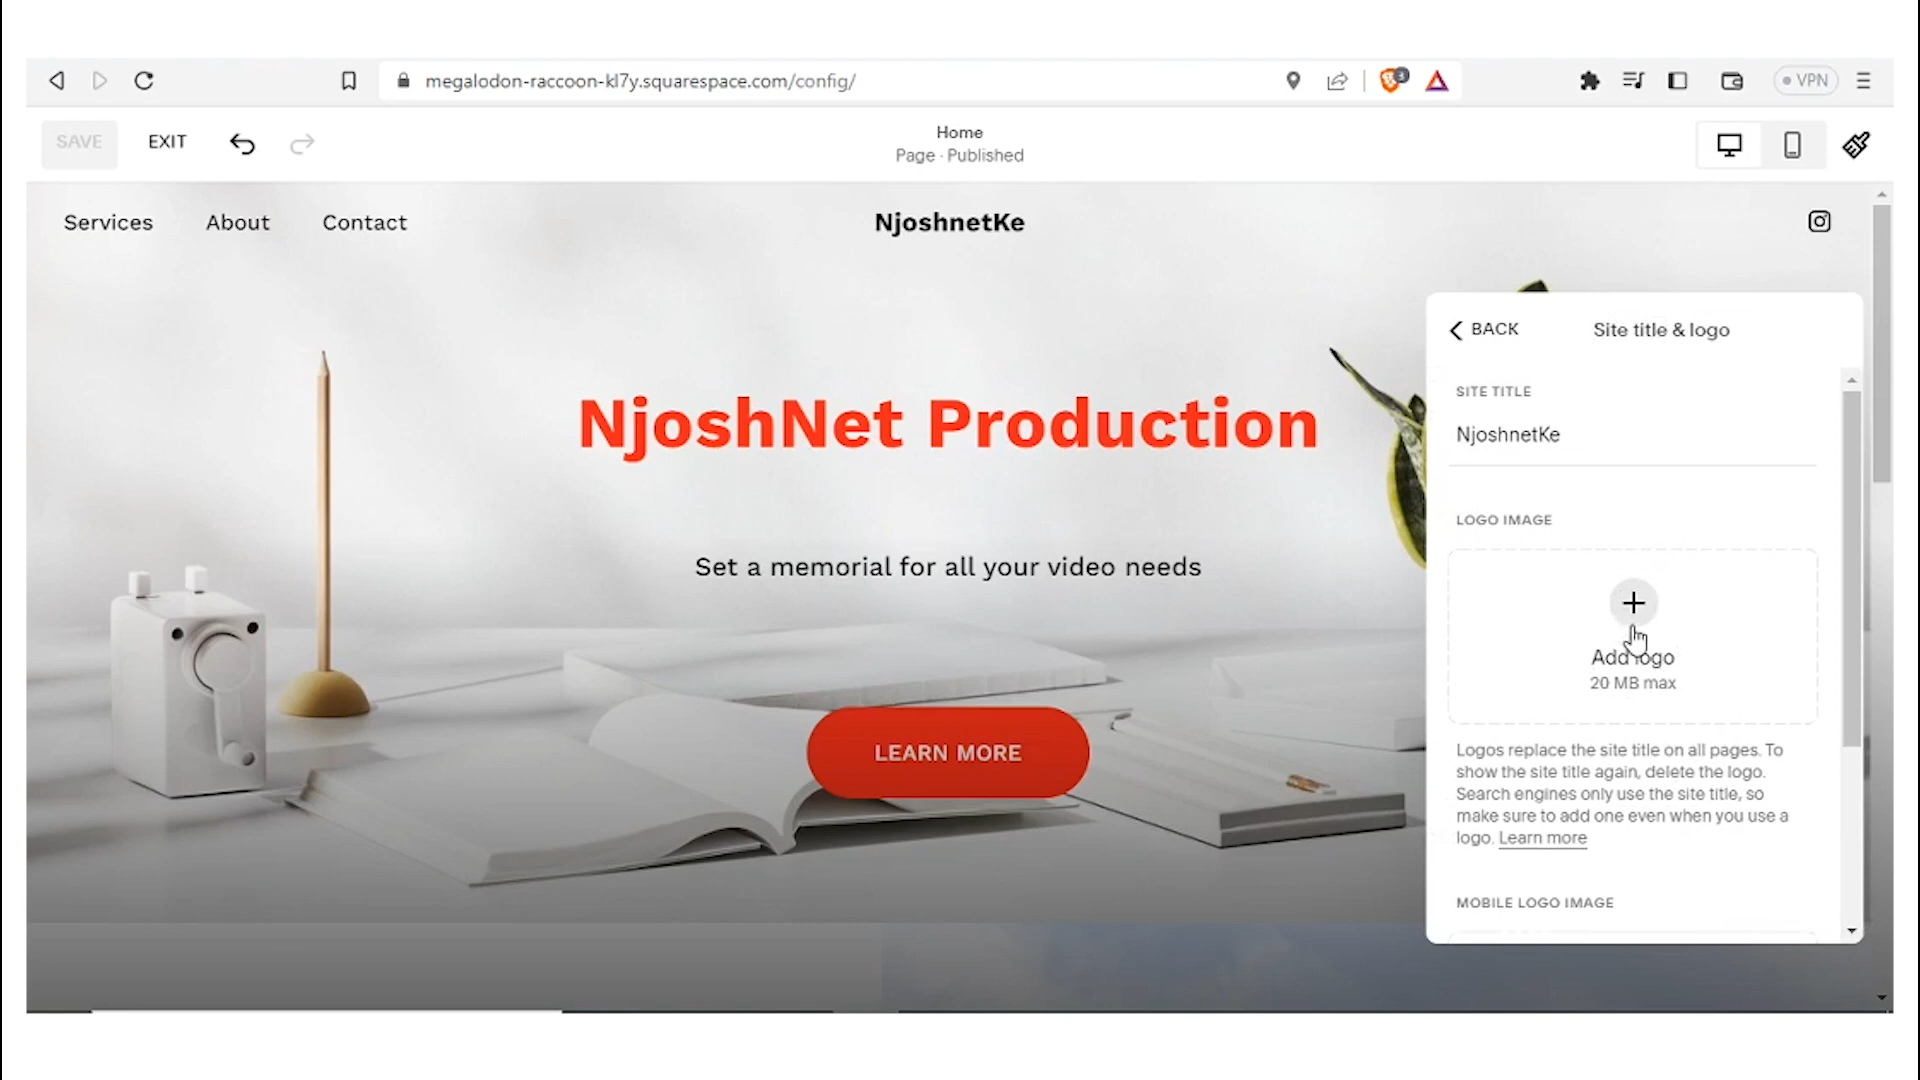 megalodon-raccoon-kl7y.squarespace.com/config/
3
VPN
SAVE
EXIT
Home
Page · Published
Services
About
Contact
NjoshnetKe
NjoshNet Production
Set a memorial for all your video needs
LEARN MORE
BACK
Site title & logo
SITE TITLE
NjoshnetKe
LOGO IMAGE
Add logo
20 MB max
Logos replace the site title on all pages. To
show the site title again, delete the logo.
Search engines only use the site title, so
make sure to add one even when you use a
logo. Learn more
MOBILE LOGO IMAGE